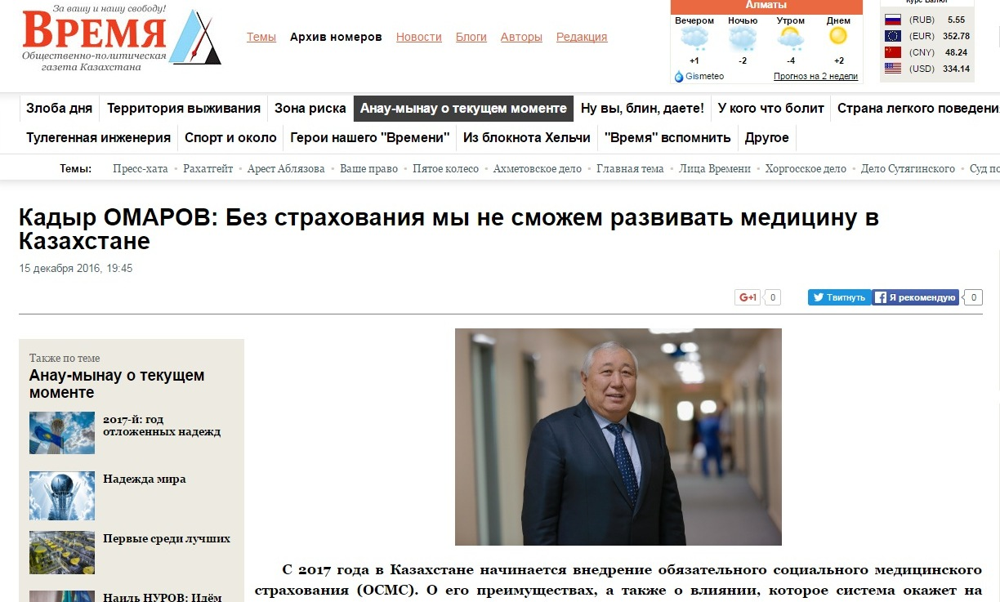 За вашу и нашу свободу!
ВРЕМЯ
Общественно-политическая
газета Казахстана
Темы Архив номеров Новости Блоги Авторы Редакция
Алматы
Вечером Ночью Утром Днем
+1 -2 -4 +2
Gismeteo Прогноз на 2 недели
Курс валют
(RUB) 5.55
(EUR) 352.78
(CNY) 48.24
(USD) 334.14
Злоба дня Территория выживания Зона риска Анау-мынау о текущем моменте Ну вы, блин, даете! У кого что болит Страна легкого поведени
Тулегенная инженерия Спорт и около Герои нашего "Времени" Из блокнота Хельчи "Время" вспомнить Другое
Темы: Пресс-хата • Рахатгейт • Арест Аблязова • Ваше право • Пятое колесо • Ахметовское дело • Главная тема • Лица Времени • Хоргосское дело • Дело Сутягинского • Суд по
Кадыр ОМАРОВ: Без страхования мы не сможем развивать медицину в
Казахстане
15 декабря 2016, 19:45
G+1 0 Твитнуть Я рекомендую 0
Также по теме
Анау-мынау о текущем
моменте
2017-й: год
отложенных надежд
Надежда мира
Первые среди лучших
Наиль НУРОВ: Идём
С 2017 года в Казахстане начинается внедрение обязательного социального медицинского
страхования (ОСМС). О его преимуществах, а также о влиянии, которое система окажет на